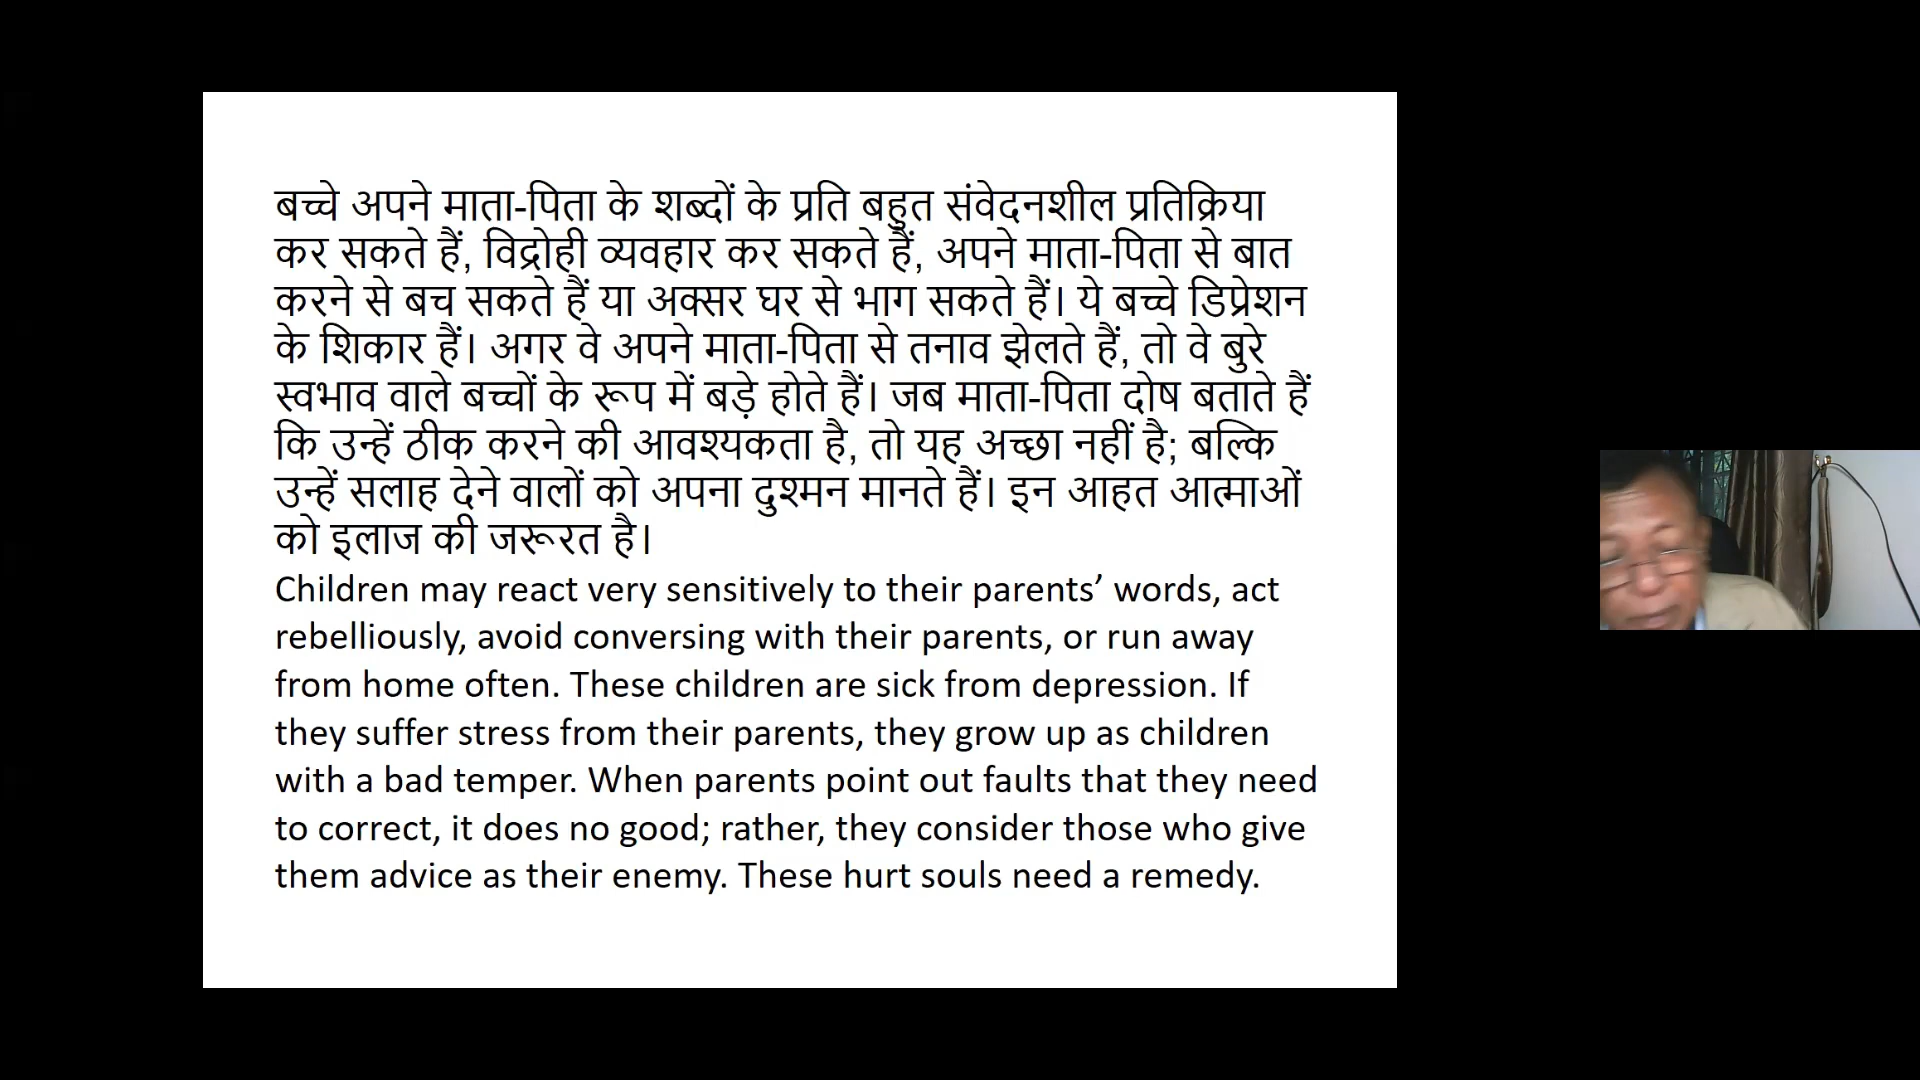 बच्चे अपने माता-पिता के शब्दों के प्रति बहुत संवेदनशील प्रतिक्रिया
कर सकते हैं, विद्रोही व्यवहार कर सकते हैं, अपने माता-पिता से बात
करने से बच सकते हैं या अक्सर घर से भाग सकते हैं। ये बच्चे डिप्रेशन
के शिकार हैं। अगर वे अपने माता-पिता से तनाव झेलते हैं, तो वे बुरे
स्वभाव वाले बच्चों के रूप में बड़े होते हैं। जब माता-पिता दोष बताते हैं
कि उन्हें ठीक करने की आवश्यकता है, तो यह अच्छा नहीं है; बल्कि
उन्हें सलाह देने वालों को अपना दुश्मन मानते हैं। इन आहत आत्माओं
को इलाज की जरूरत है।
Children may react very sensitively to their parents’ words, act
rebelliously, avoid conversing with their parents, or run away
from home often. These children are sick from depression. If
they suffer stress from their parents, they grow up as children
with a bad temper. When parents point out faults that they need
to correct, it does no good; rather, they consider those who give
them advice as their enemy. These hurt souls need a remedy.